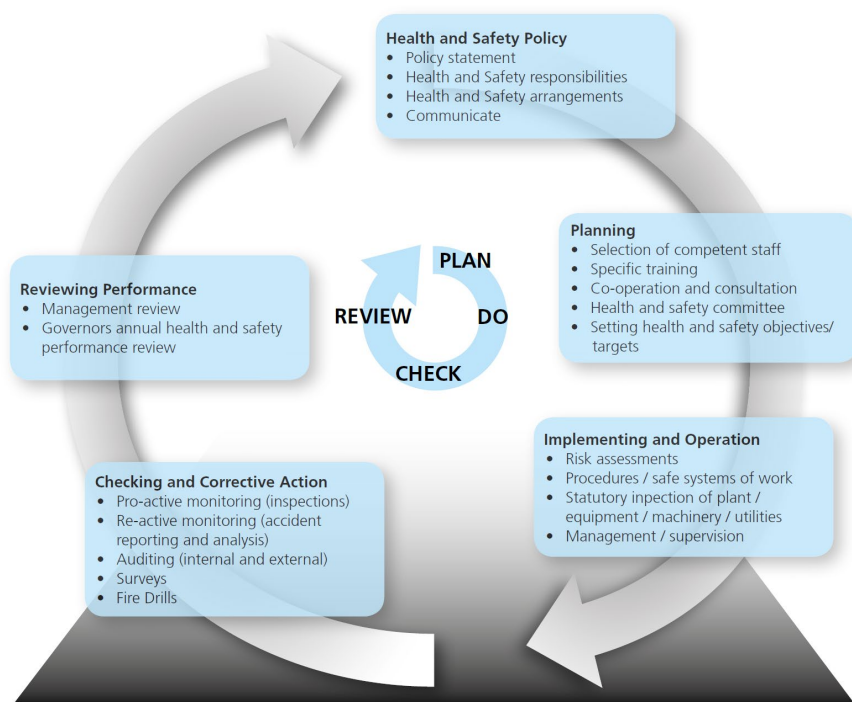 Health and Safety Policy
• Policy statement
• Health and Safety responsibilities
• Health and Safety arrangements
• Communicate
Planning
• Selection of competent staff
• Specific training
• Co-operation and consultation
• Health and safety committee
• Setting health and safety objectives/
targets
Implementing and Operation
• Risk assessments
• Procedures / safe systems of work
• Statutory inpection of plant /
equipment / machinery / utilities
• Management / supervision
Checking and Corrective Action
• Pro-active monitoring (inspections)
• Re-active monitoring (accident
reporting and analysis)
• Auditing (internal and external)
• Surveys
• Fire Drills
Reviewing Performance
• Management review
• Governors annual health and safety
performance review
PLAN
DO
CHECK
REVIEW